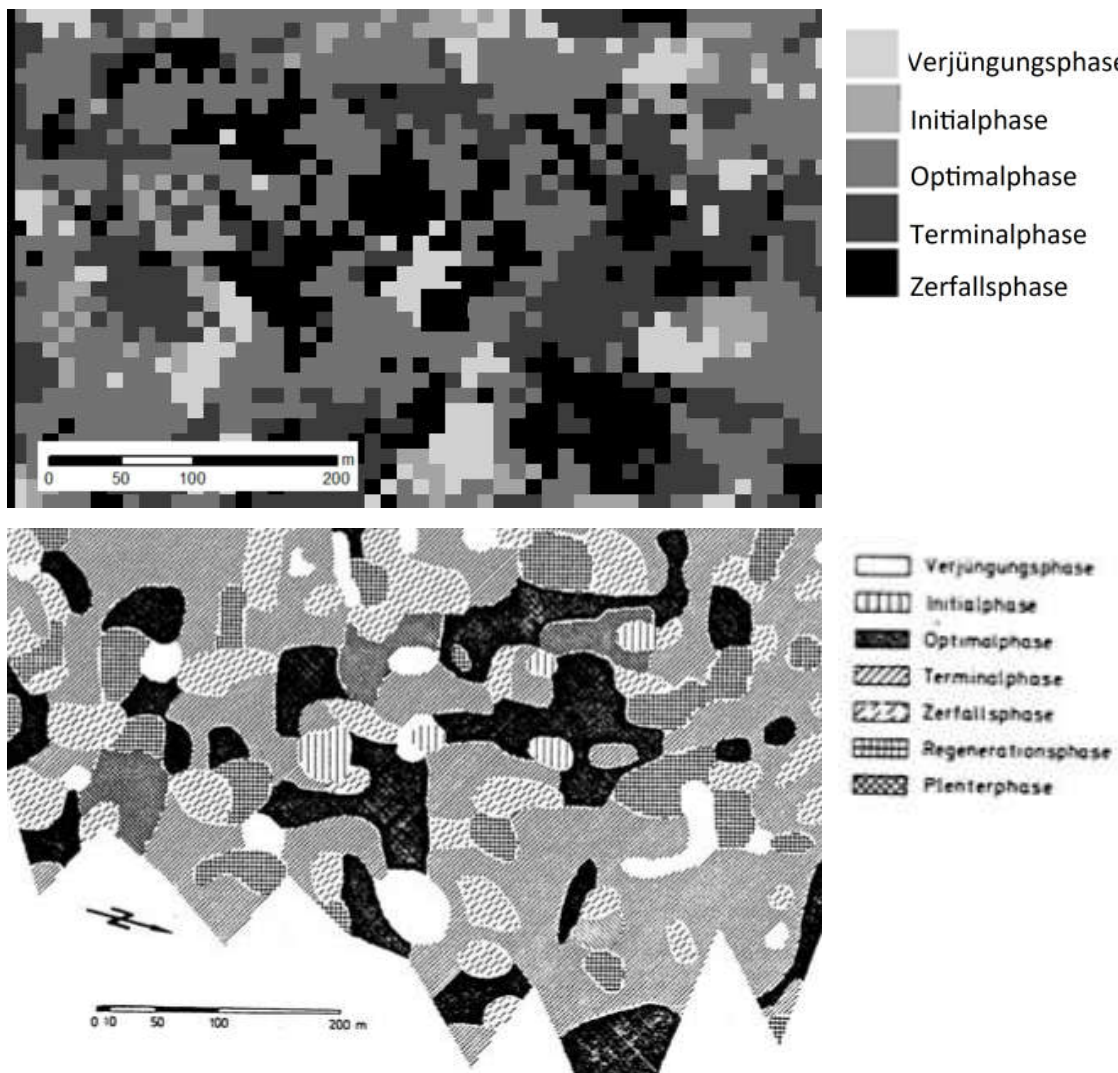 Verjüngungsphase
Initialphase
Optimalphase
Terminalphase
Zerfallsphase
m
0 50 100 200
Verjüngungsphase
Initialphase
Optimalphase
Terminalphase
Zerfallsphase
Regenerationsphase
Plenterphase
N
0 10 50 100 200 m